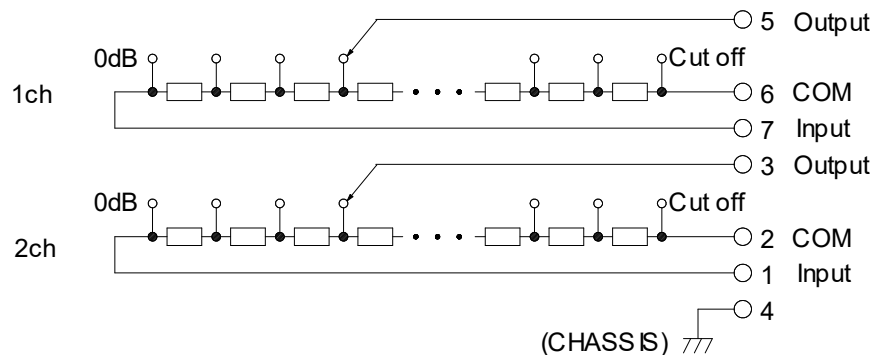 5 Output
0dB Cut off
1ch 6 COM
7 Input
3 Output
0dB Cut off
2ch 2 COM
1 Input
4
(CHASSIS)